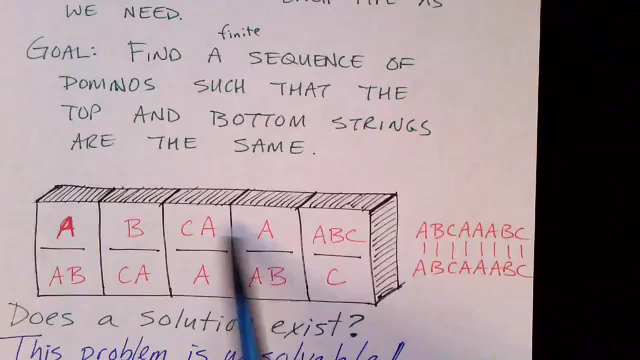 WE NEED.
finite
GOAL: FIND A SEQUENCE OF
DOMINOS SUCH THAT THE
TOP AND BOTTOM STRINGS
ARE THE SAME.
A B CA A ABC
AB CA A AB C
ABCAAABC
ABCAAABC
Does a solution exist?
This problem is